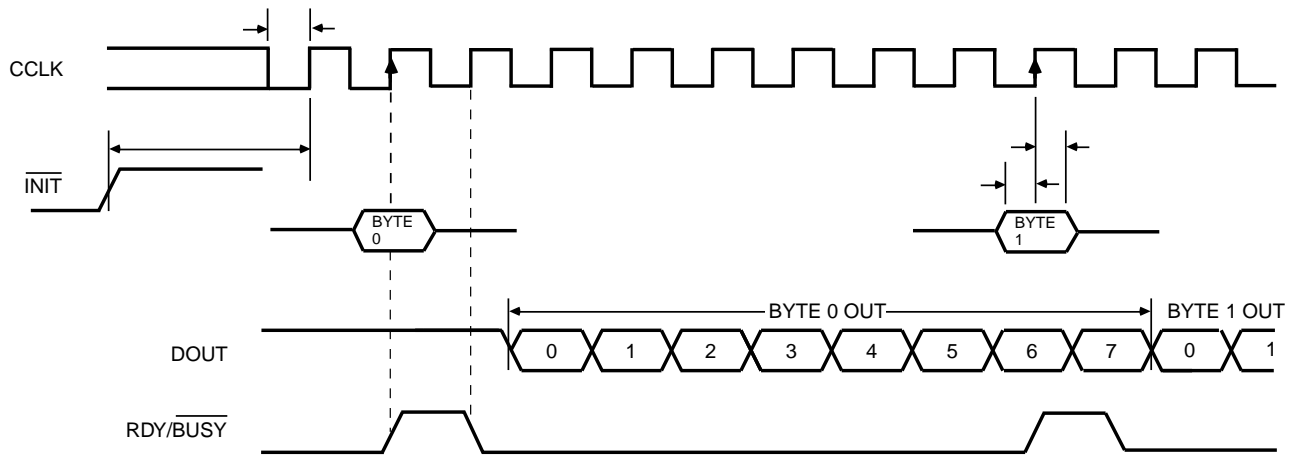 CCLK
INIT
BYTE
0
BYTE
1
BYTE 0 OUT
BYTE 1 OUT
DOUT
0 1 2 3 4 5 6 7 0 1
RDY/BUSY